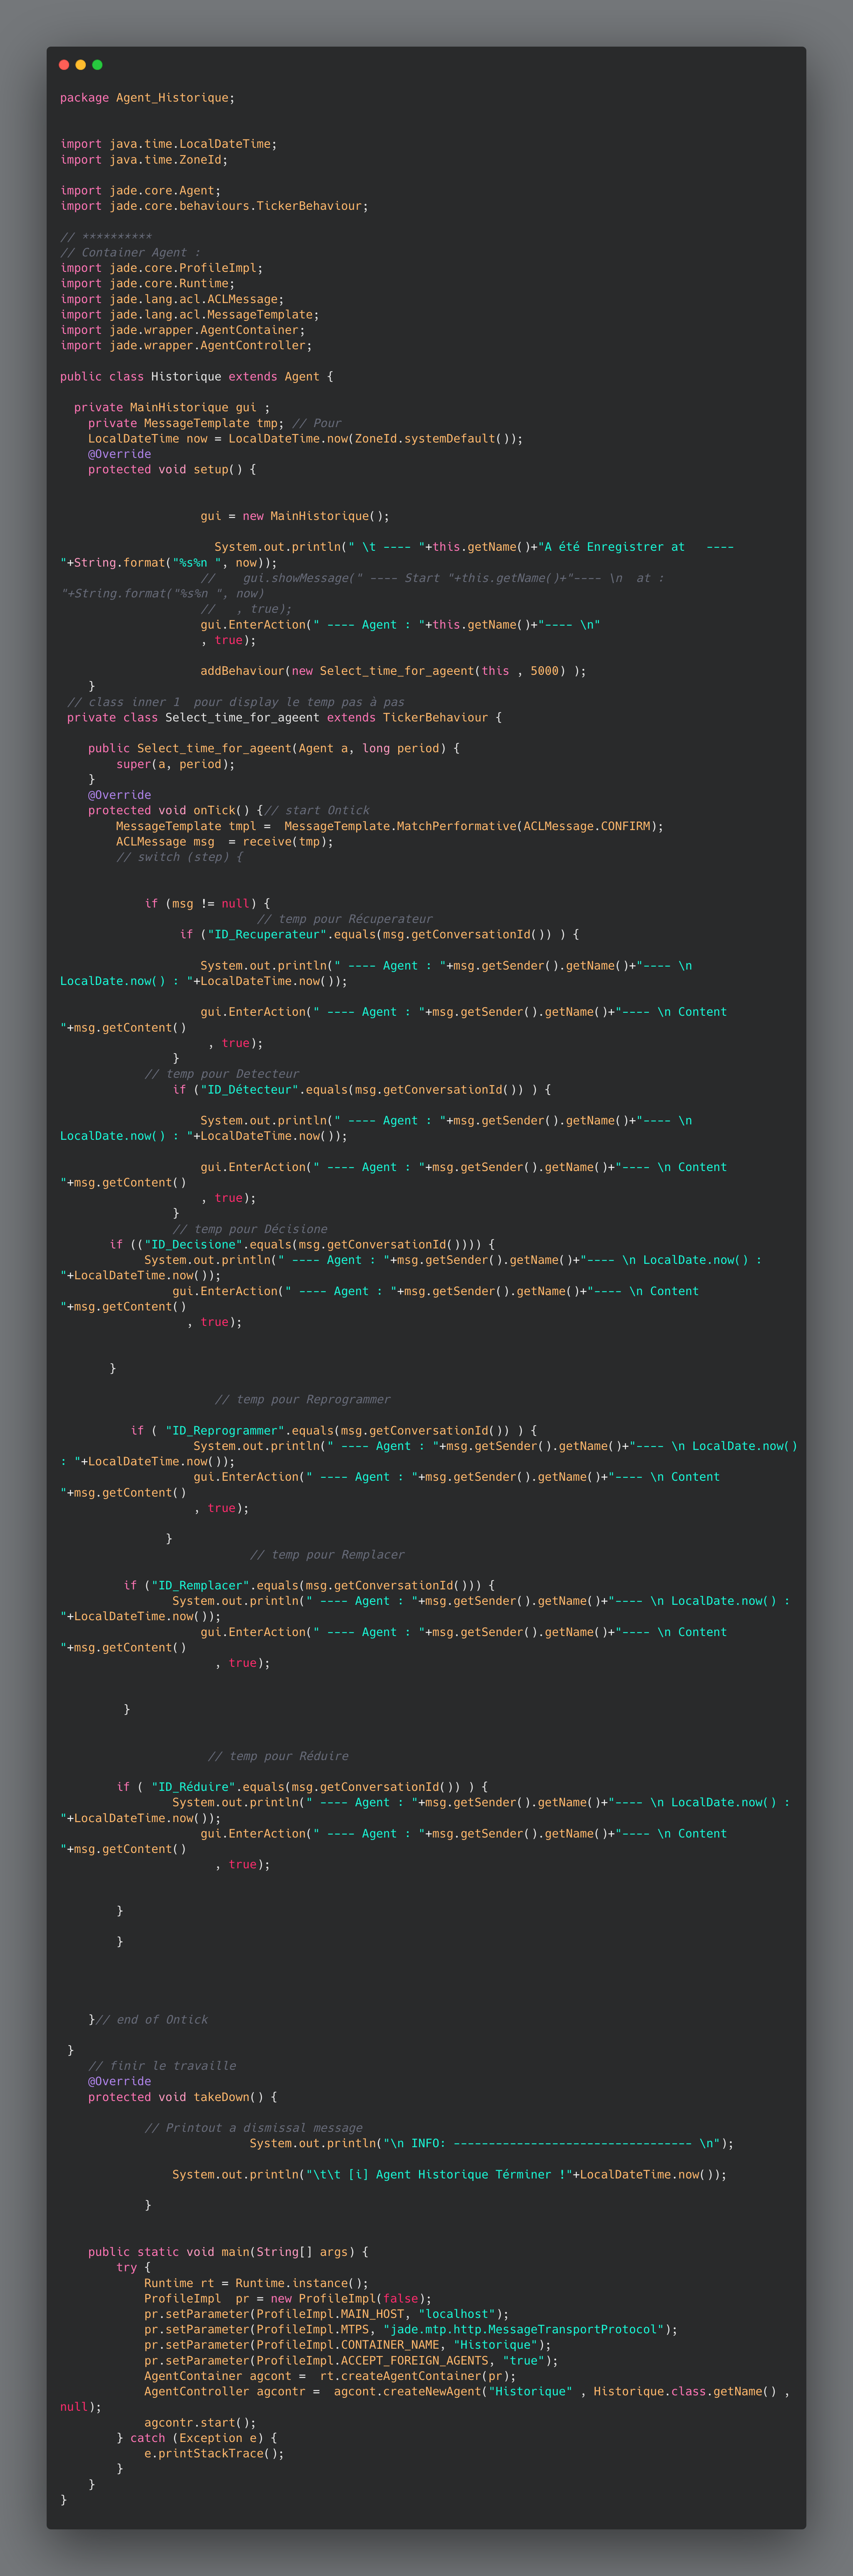 package Agent_Historique;
import java.time.LocalDateTime;
import java.time.ZoneId;
import jade.core.Agent;
import jade.core.behaviours.TickerBehaviour;
// **********
// Container Agent :
import jade.core.ProfileImpl;
import jade.core.Runtime;
import jade.lang.acl.ACLMessage;
import jade.lang.acl.MessageTemplate;
import jade.wrapper.AgentContainer;
import jade.wrapper.AgentController;
public class Historique extends Agent {
private MainHistorique gui ;
private MessageTemplate tmp; // Pour
LocalDateTime now = LocalDateTime.now(ZoneId.systemDefault());
@Override
protected void setup() {
gui = new MainHistorique();
System.out.println(" \t ---- "+this.getName()+"A été Enregistrer at   ----
"+String.format("%s%n ", now));
//    gui.showMessage(" ---- Start "+this.getName()+"---- \n  at :
"+String.format("%s%n ", now)
//   , true);
gui.EnterAction(" ---- Agent : "+this.getName()+"---- \n"
, true);
addBehaviour(new Select_time_for_ageent(this , 5000) );
}
// class inner 1  pour display le temp pas à pas
private class Select_time_for_ageent extends TickerBehaviour {
public Select_time_for_ageent(Agent a, long period) {
super(a, period);
}
@Override
protected void onTick() {// start Ontick
MessageTemplate tmpl =  MessageTemplate.MatchPerformative(ACLMessage.CONFIRM);
ACLMessage msg  = receive(tmp);
// switch (step) {
if (msg != null) {
// temp pour Récuperateur
if ("ID_Recuperateur".equals(msg.getConversationId()) ) {
System.out.println(" ---- Agent : "+msg.getSender().getName()+"---- \n
LocalDate.now() : "+LocalDateTime.now());
gui.EnterAction(" ---- Agent : "+msg.getSender().getName()+"---- \n Content
"+msg.getContent()
, true);
}
// temp pour Detecteur
if ("ID_Détecteur".equals(msg.getConversationId()) ) {
System.out.println(" ---- Agent : "+msg.getSender().getName()+"---- \n
LocalDate.now() : "+LocalDateTime.now());
gui.EnterAction(" ---- Agent : "+msg.getSender().getName()+"---- \n Content
"+msg.getContent()
, true);
}
// temp pour Décisione
if (("ID_Decisione".equals(msg.getConversationId()))) {
System.out.println(" ---- Agent : "+msg.getSender().getName()+"---- \n LocalDate.now() :
"+LocalDateTime.now());
gui.EnterAction(" ---- Agent : "+msg.getSender().getName()+"---- \n Content
"+msg.getContent()
, true);
}
// temp pour Reprogrammer
if ( "ID_Reprogrammer".equals(msg.getConversationId()) ) {
System.out.println(" ---- Agent : "+msg.getSender().getName()+"---- \n LocalDate.now()
: "+LocalDateTime.now());
gui.EnterAction(" ---- Agent : "+msg.getSender().getName()+"---- \n Content
"+msg.getContent()
, true);
}
// temp pour Remplacer
if ("ID_Remplacer".equals(msg.getConversationId())) {
System.out.println(" ---- Agent : "+msg.getSender().getName()+"---- \n LocalDate.now() :
"+LocalDateTime.now());
gui.EnterAction(" ---- Agent : "+msg.getSender().getName()+"---- \n Content
"+msg.getContent()
, true);
}
// temp pour Réduire
if ( "ID_Réduire".equals(msg.getConversationId()) ) {
System.out.println(" ---- Agent : "+msg.getSender().getName()+"---- \n LocalDate.now() :
"+LocalDateTime.now());
gui.EnterAction(" ---- Agent : "+msg.getSender().getName()+"---- \n Content
"+msg.getContent()
, true);
}
}
}// end of Ontick
}
// finir le travaille
@Override
protected void takeDown() {
// Printout a dismissal message
System.out.println("\n INFO: ---------------------------------- \n");
System.out.println("\t\t [i] Agent Historique Términer !"+LocalDateTime.now());
}
public static void main(String[] args) {
try {
Runtime rt = Runtime.instance();
ProfileImpl  pr = new ProfileImpl(false);
pr.setParameter(ProfileImpl.MAIN_HOST, "localhost");
pr.setParameter(ProfileImpl.MTPS, "jade.mtp.http.MessageTransportProtocol");
pr.setParameter(ProfileImpl.CONTAINER_NAME, "Historique");
pr.setParameter(ProfileImpl.ACCEPT_FOREIGN_AGENTS, "true");
AgentContainer agcont =  rt.createAgentContainer(pr);
AgentController agcontr =  agcont.createNewAgent("Historique" , Historique.class.getName() ,
null);
agcontr.start();
} catch (Exception e) {
e.printStackTrace();
}
}
}